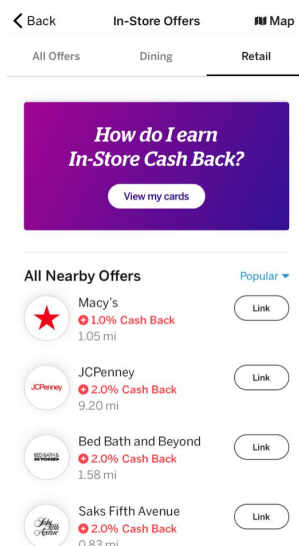 Back
In-Store Offers
Map
All Offers
Dining
Retail
How do I earn
In-Store Cash Back?
View my cards
All Nearby Offers
Popular
Macy's
1.0% Cash Back
1.05 mi
Link
JCPenney
JCPenney
2.0% Cash Back
9.20 mi
Link
BED BATH &
BEYOND
Bed Bath and Beyond
2.0% Cash Back
1.58 mi
Link
Saks
Fifth
Avenue
Saks Fifth Avenue
2.0% Cash Back
0.83 mi
Link